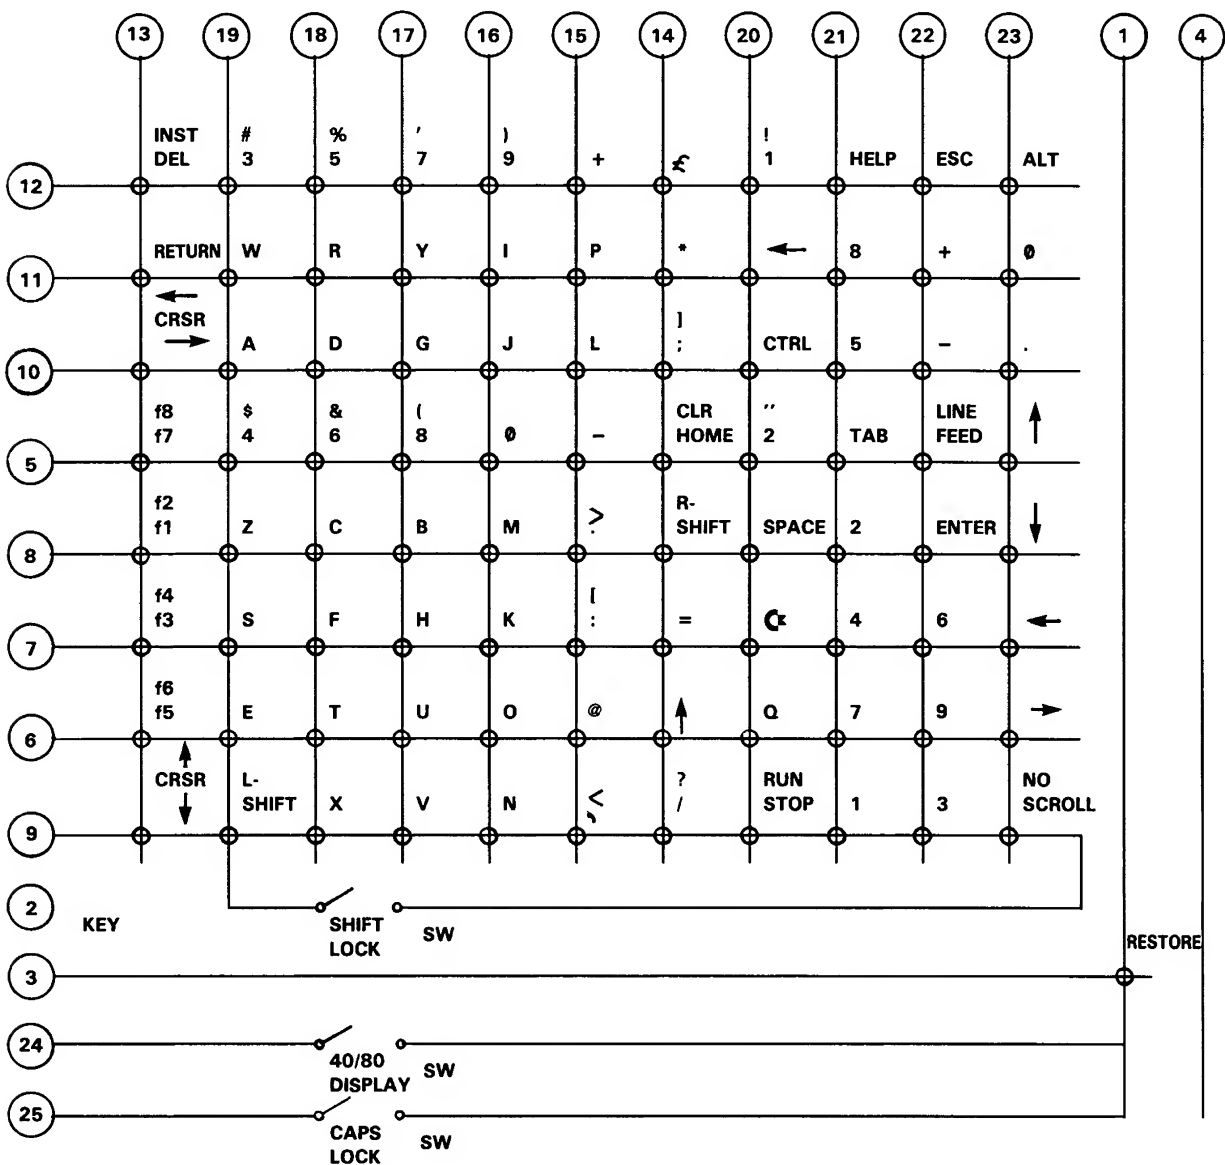 13 19 18 17 16 15 14 20 21 22 23 1 4
INST # % ' ) !
DEL 3 5 7 9 + £ 1 HELP ESC ALT
12
RETURN W R Y I P * ← 8 + 0
11
←
CRSR ]
→ A D G J L ; CTRL 5 – .
10
f8 $ & ( CLR " LINE ↑
f7 4 6 8 0 – HOME 2 TAB FEED
5
f2 > R-
f1 Z C B M . SHIFT SPACE 2 ENTER ↓
8
f4 [
f3 S F H K : = C= 4 6 ←
7
f6
f5 E T U O @ ↑ Q 7 9 →
6
↑
CRSR L- < ? RUN NO
↓ SHIFT X V N , / STOP 1 3 SCROLL
9
2
KEY SHIFT SW
LOCK
RESTORE
3
24
40/80 SW
DISPLAY
25
CAPS SW
LOCK